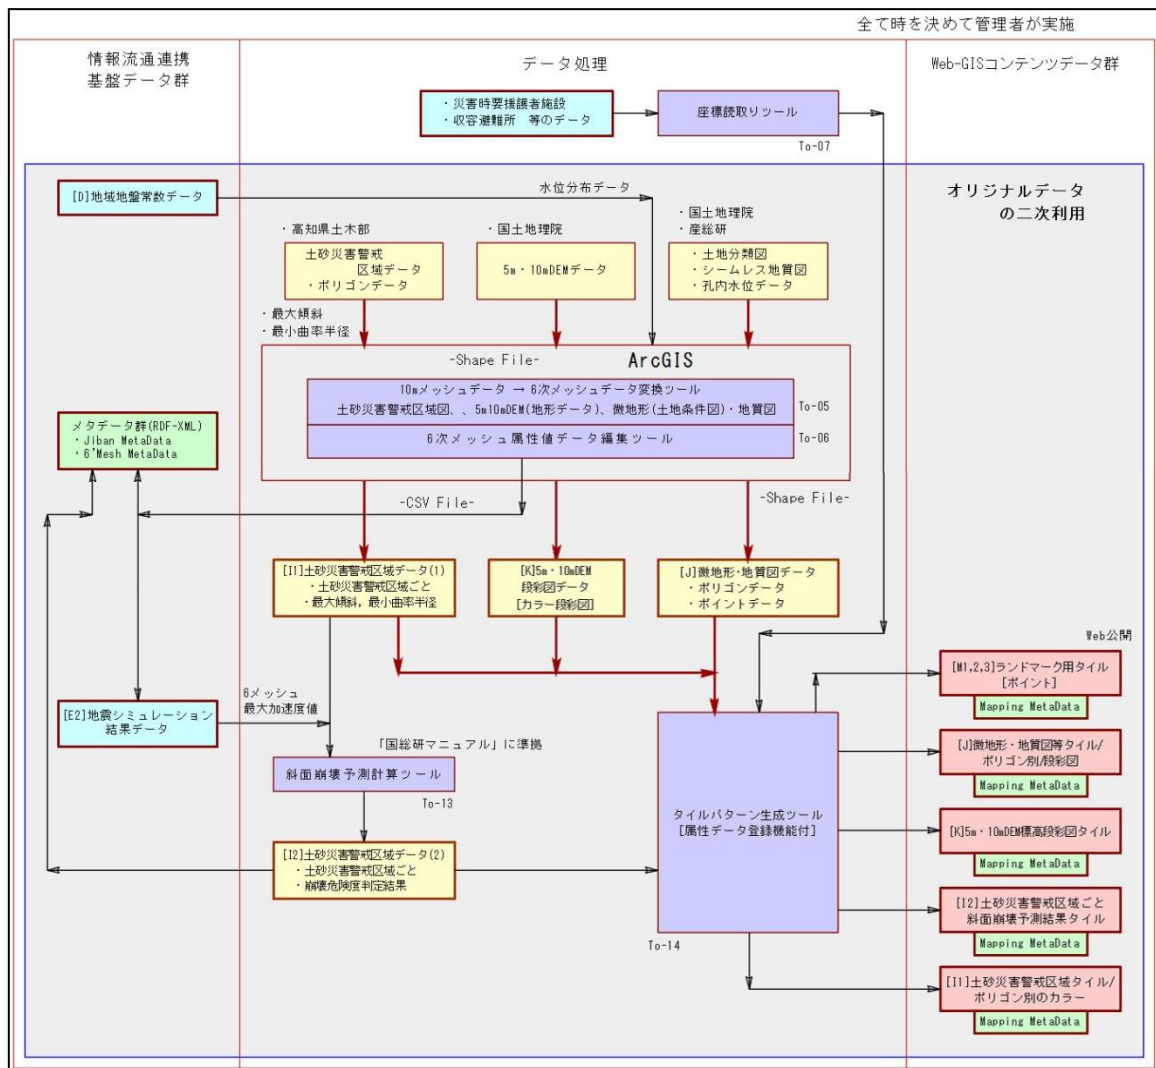 全て時を決めて管理者が実施
情報流通連携
基盤データ群
データ処理
Web-GISコンテンツデータ群
・災害時要援護者施設
・収容避難所 等のデータ
座標読取りツール
To-07
[D]地域地盤常数データ
水位分布データ
オリジナルデータ
の二次利用
・高知県土木部
土砂災害警戒
区域データ
・ポリゴンデータ
・国土地理院
5m・10mDEMデータ
・国土地理院
・産総研
・土地分類図
・シームレス地質図
・孔内水位データ
・最大傾斜
・最小曲率半径
-Shape File-
ArcGIS
10mメッシュデータ → 6次メッシュデータ変換ツール
土砂災害警戒区域図、、5m10mDEM(地形データ)、微地形(土地条件図)・地質図
To-05
6次メッシュ属性値データ編集ツール
To-06
メタデータ群(RDF-XML)
・Jiban MetaData
・6'Mesh MetaData
-CSV File-
-Shape File-
[I1]土砂災害警戒区域データ(1)
・土砂災害警戒区域ごと
・最大傾斜，最小曲率半径
[K]5m・10mDEM
段彩図データ
[カラー段彩図]
[J]微地形・地質図データ
・ポリゴンデータ
・ポイントデータ
Web公開
[M1,2,3]ランドマーク用タイル
[ポイント]
Mapping MetaData
[E2]地震シミュレーション
結果データ
6メッシュ
最大加速度値
「国総研マニュアル」に準拠
斜面崩壊予測計算ツール
To-13
[J]微地形・地質図等タイル/
ポリゴン別/段彩図
Mapping MetaData
タイルパターン生成ツール
[属性データ登録機能付]
To-14
[K]5m・10mDEM標高段彩図タイル
Mapping MetaData
[I2]土砂災害警戒区域データ(2)
・土砂災害警戒区域ごと
・崩壊危険度判定結果
[I2]土砂災害警戒区域ごと
斜面崩壊予測結果タイル
Mapping MetaData
[I1]土砂災害警戒区域タイル/
ポリゴン別のカラー
Mapping MetaData